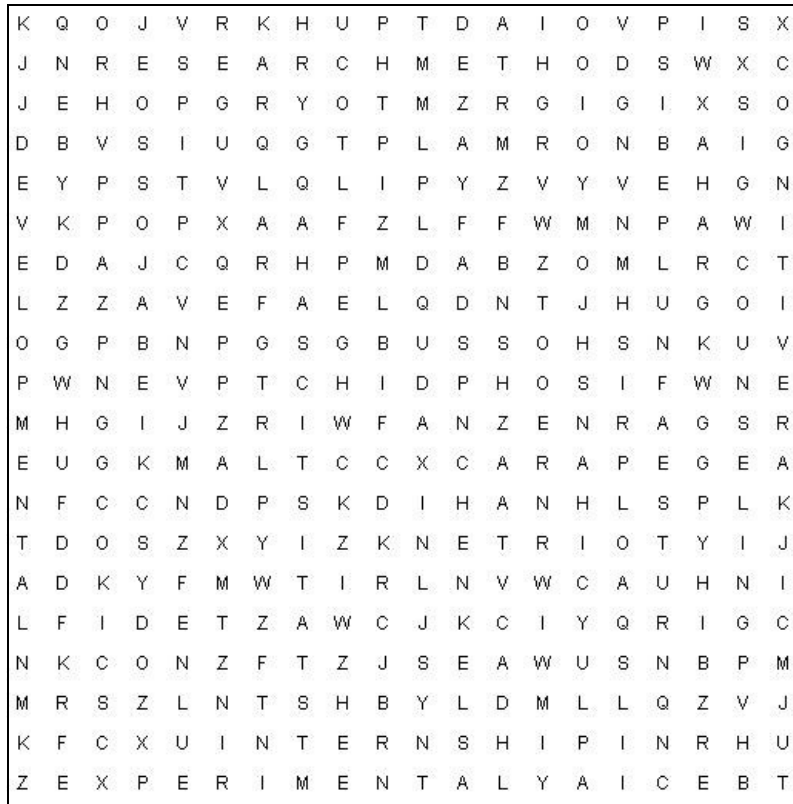 K Q O J V R K H U P T D A I O V P I S X
J N R E S E A R C H M E T H O D S W X C
J E H O P G R Y O T M Z R G I G I X S O
D B V S I U Q G T P L A M R O N B A I G
E Y P S T V L Q L I P Y Z V Y V E H G N
V K P O P X A A F Z L F F W M N P A W I
E D A J C Q R H P M D A B Z O M L R C T
L Z Z A V E F A E L Q D N T J H U G O I
O G P B N P G S G B U S S O H S N K U V
P W N E V P T C H I D P H O S I F W N E
M H G I J Z R I W F A N Z E N R A G S R
E U G K M A L T C C X C A R A P E G E A
N F C C N D P S K D I H A N H L S P L K
T D O S Z X Y I Z K N E T R I O T Y I J
A D K Y F M W T I R L N V W C A U H N I
L F I D E T Z A W C J K C I Y Q R I G C
N K C O N Z F T Z J S E A W U S N B P M
M R S Z L N T S H B Y L D M L L Q Z V J
K F C X U I N T E R N S H I P I N R H U
Z E X P E R I M E N T A L Y A I C E B T